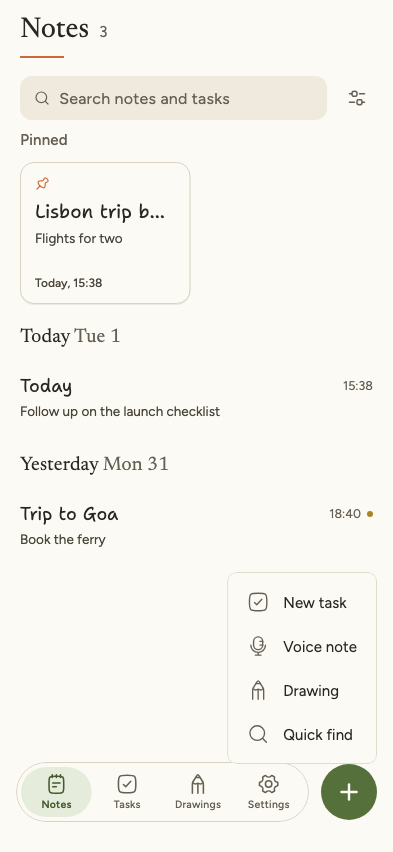 Notes 3
Search notes and tasks
Pinned
Lisbon trip b...
Flights for two
Today, 15:38
Today Tue 1
Today 15:38
Follow up on the launch checklist
Yesterday Mon 31
Trip to Goa 18:40
Book the ferry
New task
Voice note
Drawing
Quick find
Notes Tasks Drawings Settings